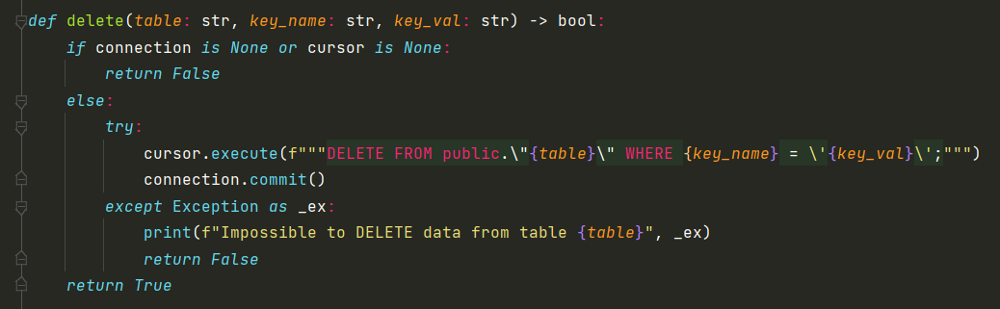 def delete(table: str, key_name: str, key_val: str) -> bool:
    if connection is None or cursor is None:
        return False
    else:
        try:
            cursor.execute(f"""DELETE FROM public.\"{table}\" WHERE {key_name} = \'{key_val}\';""")
            connection.commit()
        except Exception as _ex:
            print(f"Impossible to DELETE data from table {table}", _ex)
            return False
    return True